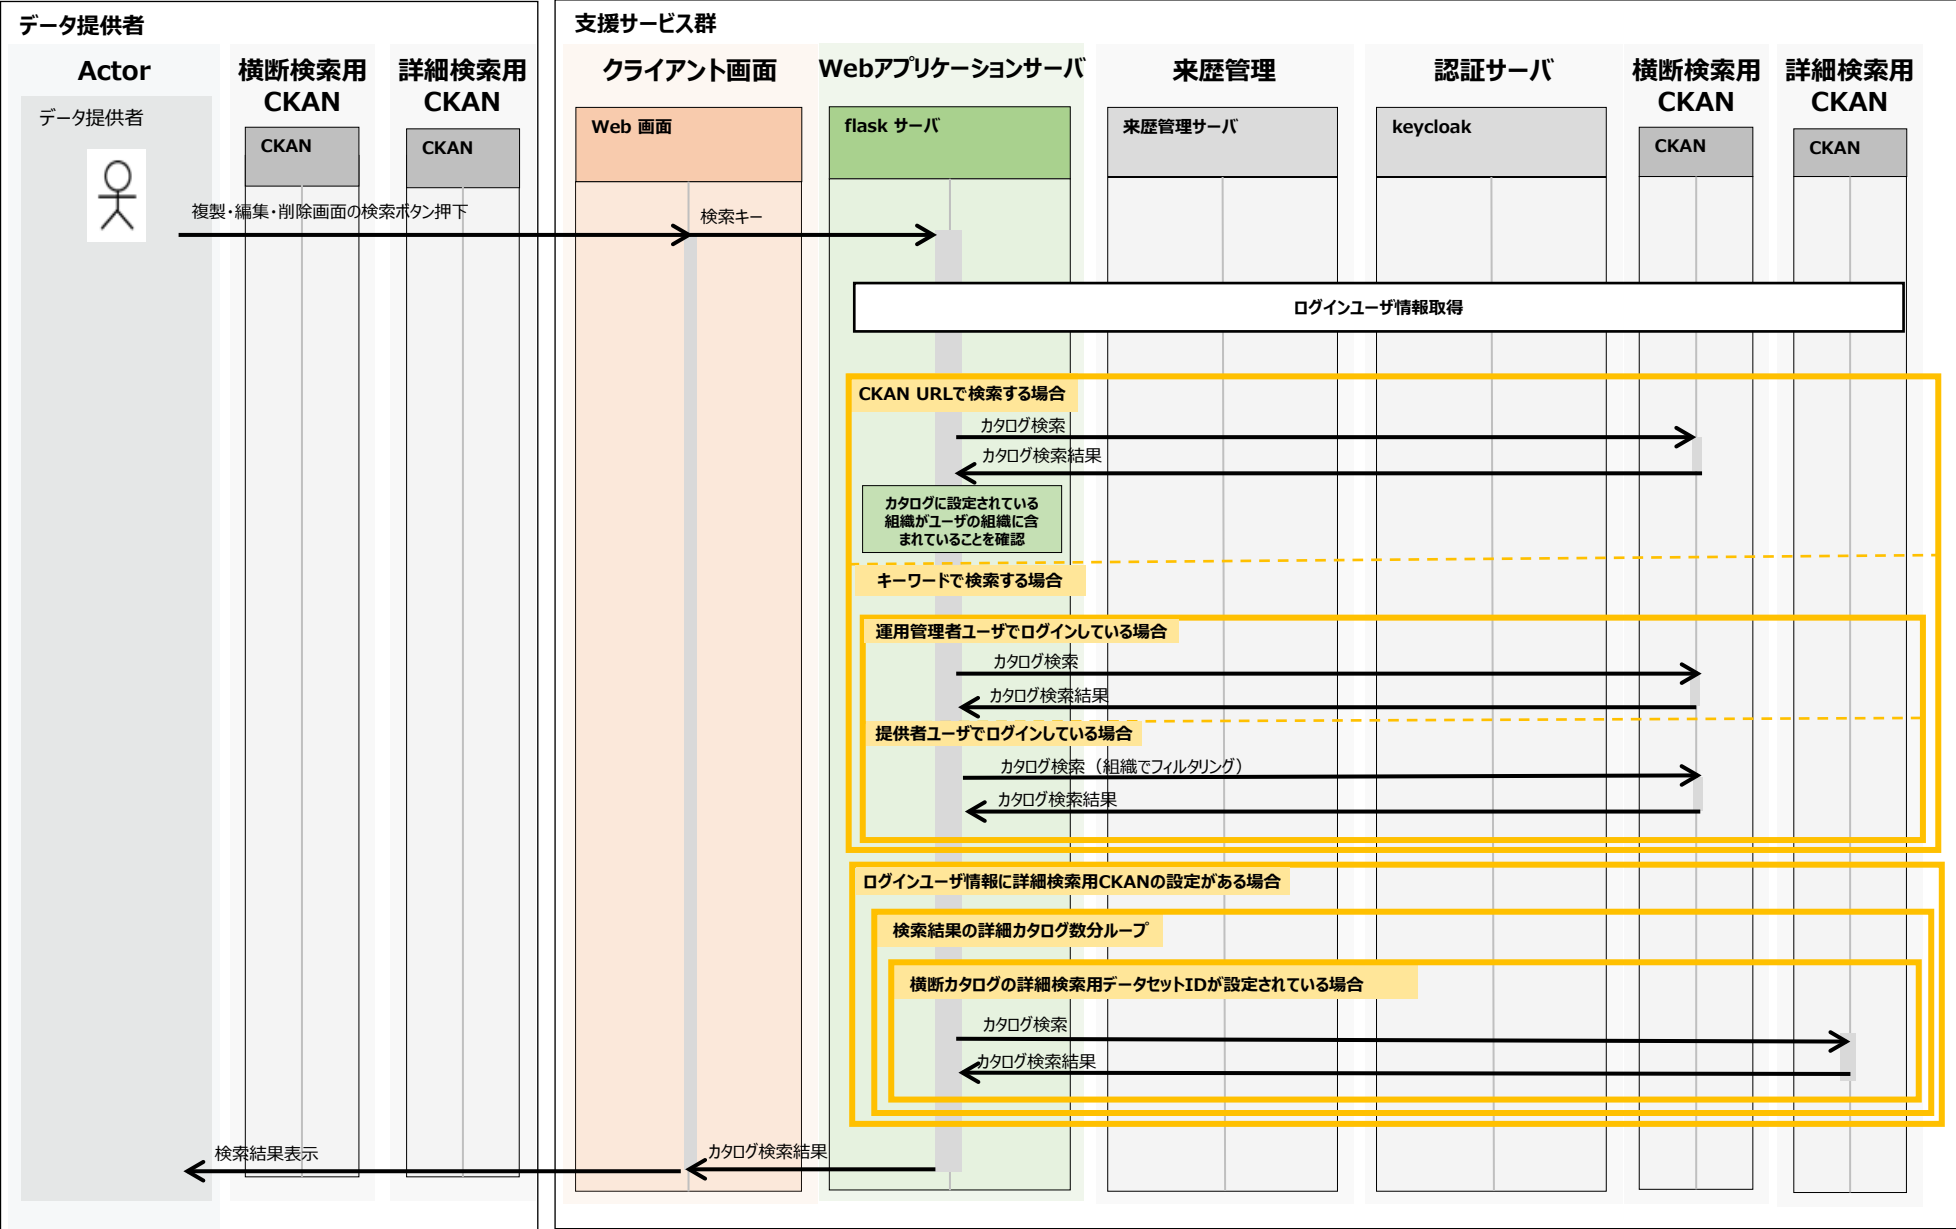 データ提供者
支援サービス群
Actor
横断検索用
CKAN
詳細検索用
CKAN
クライアント画面
Webアプリケーションサーバ
来歴管理
認証サーバ
横断検索用
CKAN
詳細検索用
CKAN
データ提供者
CKAN
CKAN
Web 画面
flask サーバ
来歴管理サーバ
keycloak
CKAN
CKAN
複製・編集・削除画面の検索ボタン押下
検索キー
ログインユーザ情報取得
CKAN URLで検索する場合
カタログ検索
カタログ検索結果
カタログに設定されている
組織がユーザの組織に含
まれていることを確認
キーワードで検索する場合
運用管理者ユーザでログインしている場合
カタログ検索
カタログ検索結果
提供者ユーザでログインしている場合
カタログ検索（組織でフィルタリング）
カタログ検索結果
ログインユーザ情報に詳細検索用CKANの設定がある場合
検索結果の詳細カタログ数分ループ
横断カタログの詳細検索用データセットIDが設定されている場合
カタログ検索
カタログ検索結果
カタログ検索結果
検索結果表示